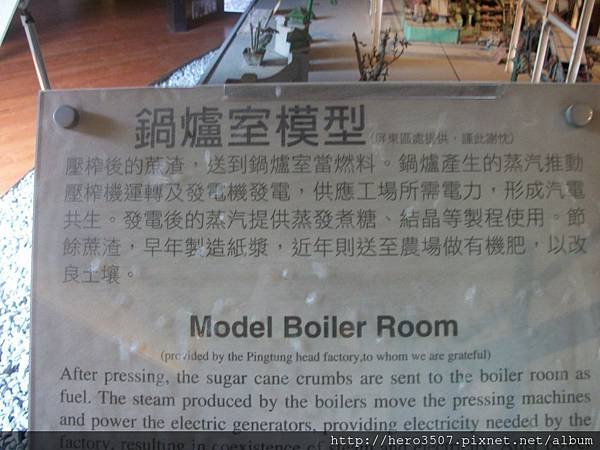 鍋爐室模型(屏東區處提供，謹此謝忱)
壓榨後的蔗渣，送到鍋爐室當燃料。鍋爐產生的蒸汽推動
壓榨機運轉及發電機發電，供應工場所需電力，形成汽電
共生。發電後的蒸汽提供蒸發煮糖、結晶等製程使用。節
餘蔗渣，早年製造紙漿，近年則送至農場做有機肥，以改
良土壤。
Model Boiler Room
(provided by the Pingtung head factory,to whom we are grateful)
After pressing, the sugar cane crumbs are sent to the boiler room as
fuel. The steam produced by the boilers move the pressing machines
and power the electric generators, providing electricity needed by the
factory, resulting in coexistence of steam and
http://hero3507.pixnet.net/album